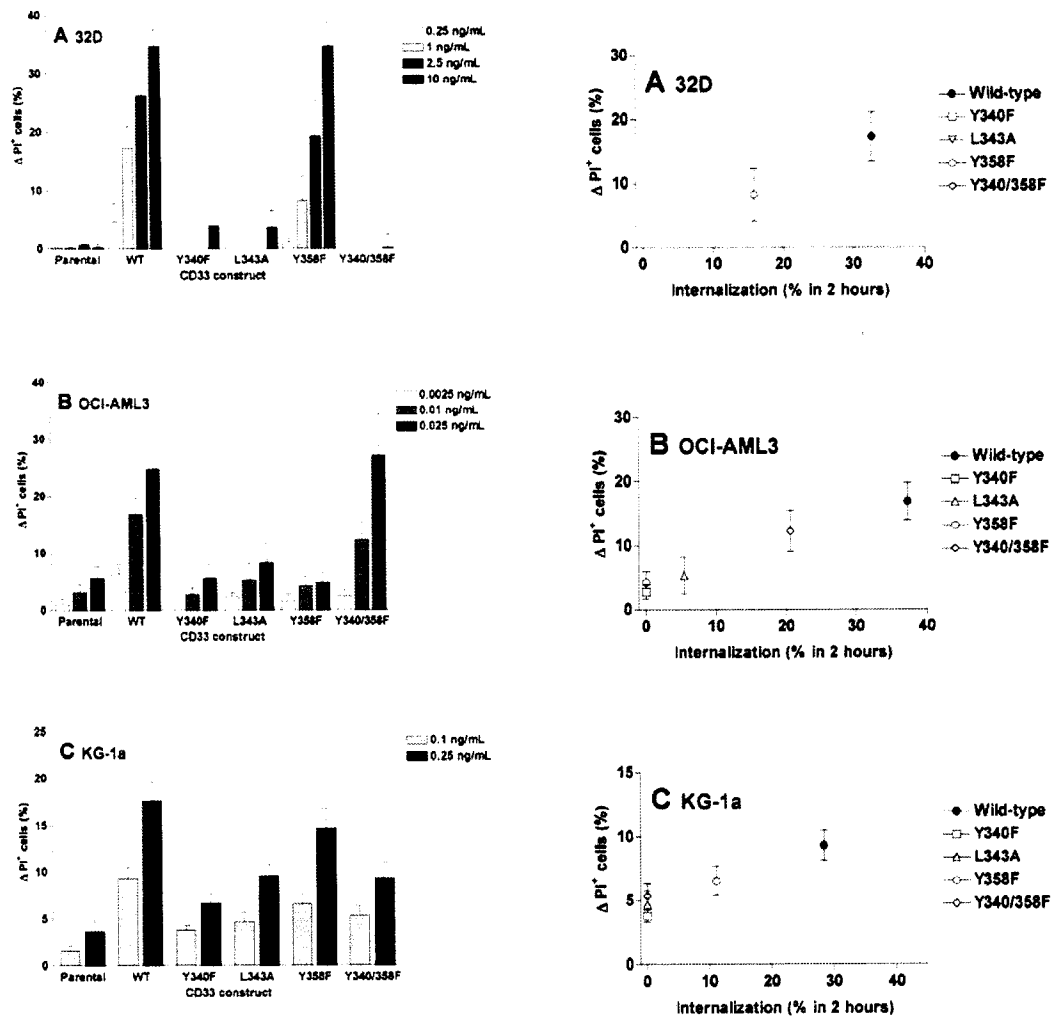 A 32D
0.25 ng/mL
1 ng/mL
2.5 ng/mL
10 ng/mL
Δ PI⁺ cells (%)
40
30
20
10
0
Parental WT Y340F L343A Y358F Y340/358F
CD33 construct
A 32D
Δ PI⁺ cells (%)
30
20
10
0
0 10 20 30 40
Internalization (% in 2 hours)
Wild-type
Y340F
L343A
Y358F
Y340/358F
B OCI-AML3
0.0025 ng/mL
0.01 ng/mL
0.025 ng/mL
Δ PI⁺ cells (%)
40
30
20
10
0
Parental WT Y340F L343A Y358F Y340/358F
CD33 construct
B OCI-AML3
Δ PI⁺ cells (%)
30
20
10
0
0 10 20 30 40
Internalization (% in 2 hours)
Wild-type
Y340F
L343A
Y358F
Y340/358F
C KG-1a
0.1 ng/mL
0.25 ng/mL
Δ PI⁺ cells (%)
25
20
15
10
5
0
Parental WT Y340F L343A Y358F Y340/358F
CD33 construct
C KG-1a
Δ PI⁺ cells (%)
15
10
5
0
0 10 20 30 40
Internalization (% in 2 hours)
Wild-type
Y340F
L343A
Y358F
Y340/358F